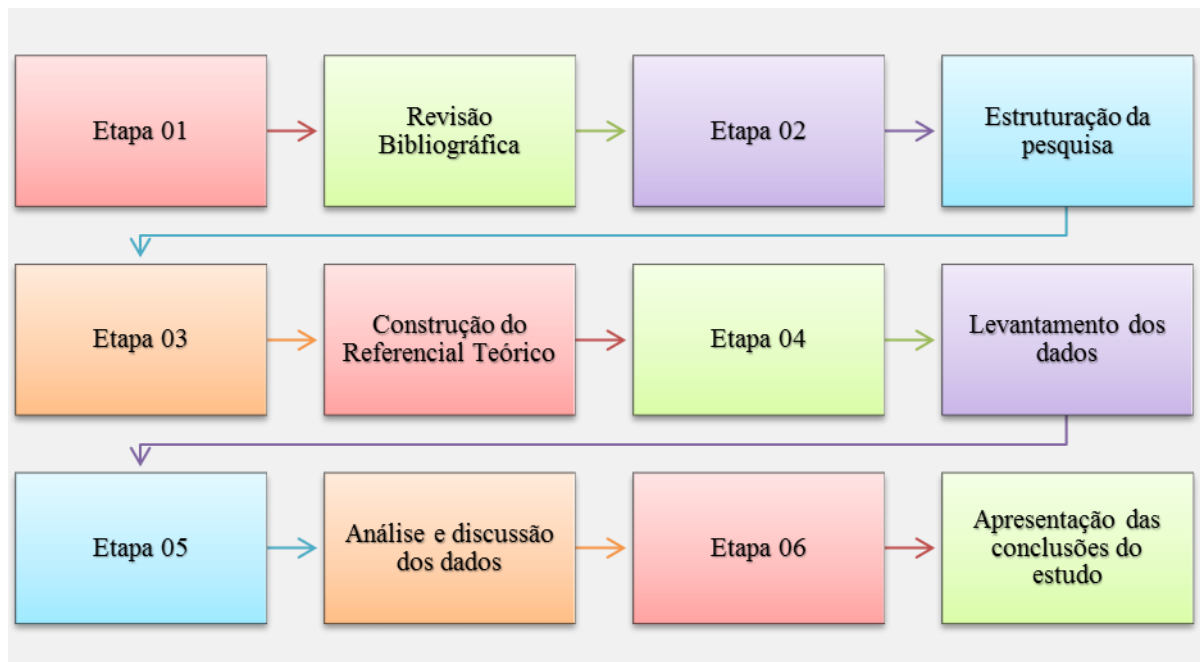 Etapa 01
Revisão
Bibliográfica
Etapa 02
Estruturação da
pesquisa
Etapa 03
Construção do
Referencial Teórico
Etapa 04
Levantamento dos
dados
Etapa 05
Análise e discussão
dos dados
Etapa 06
Apresentação das
conclusões do
estudo